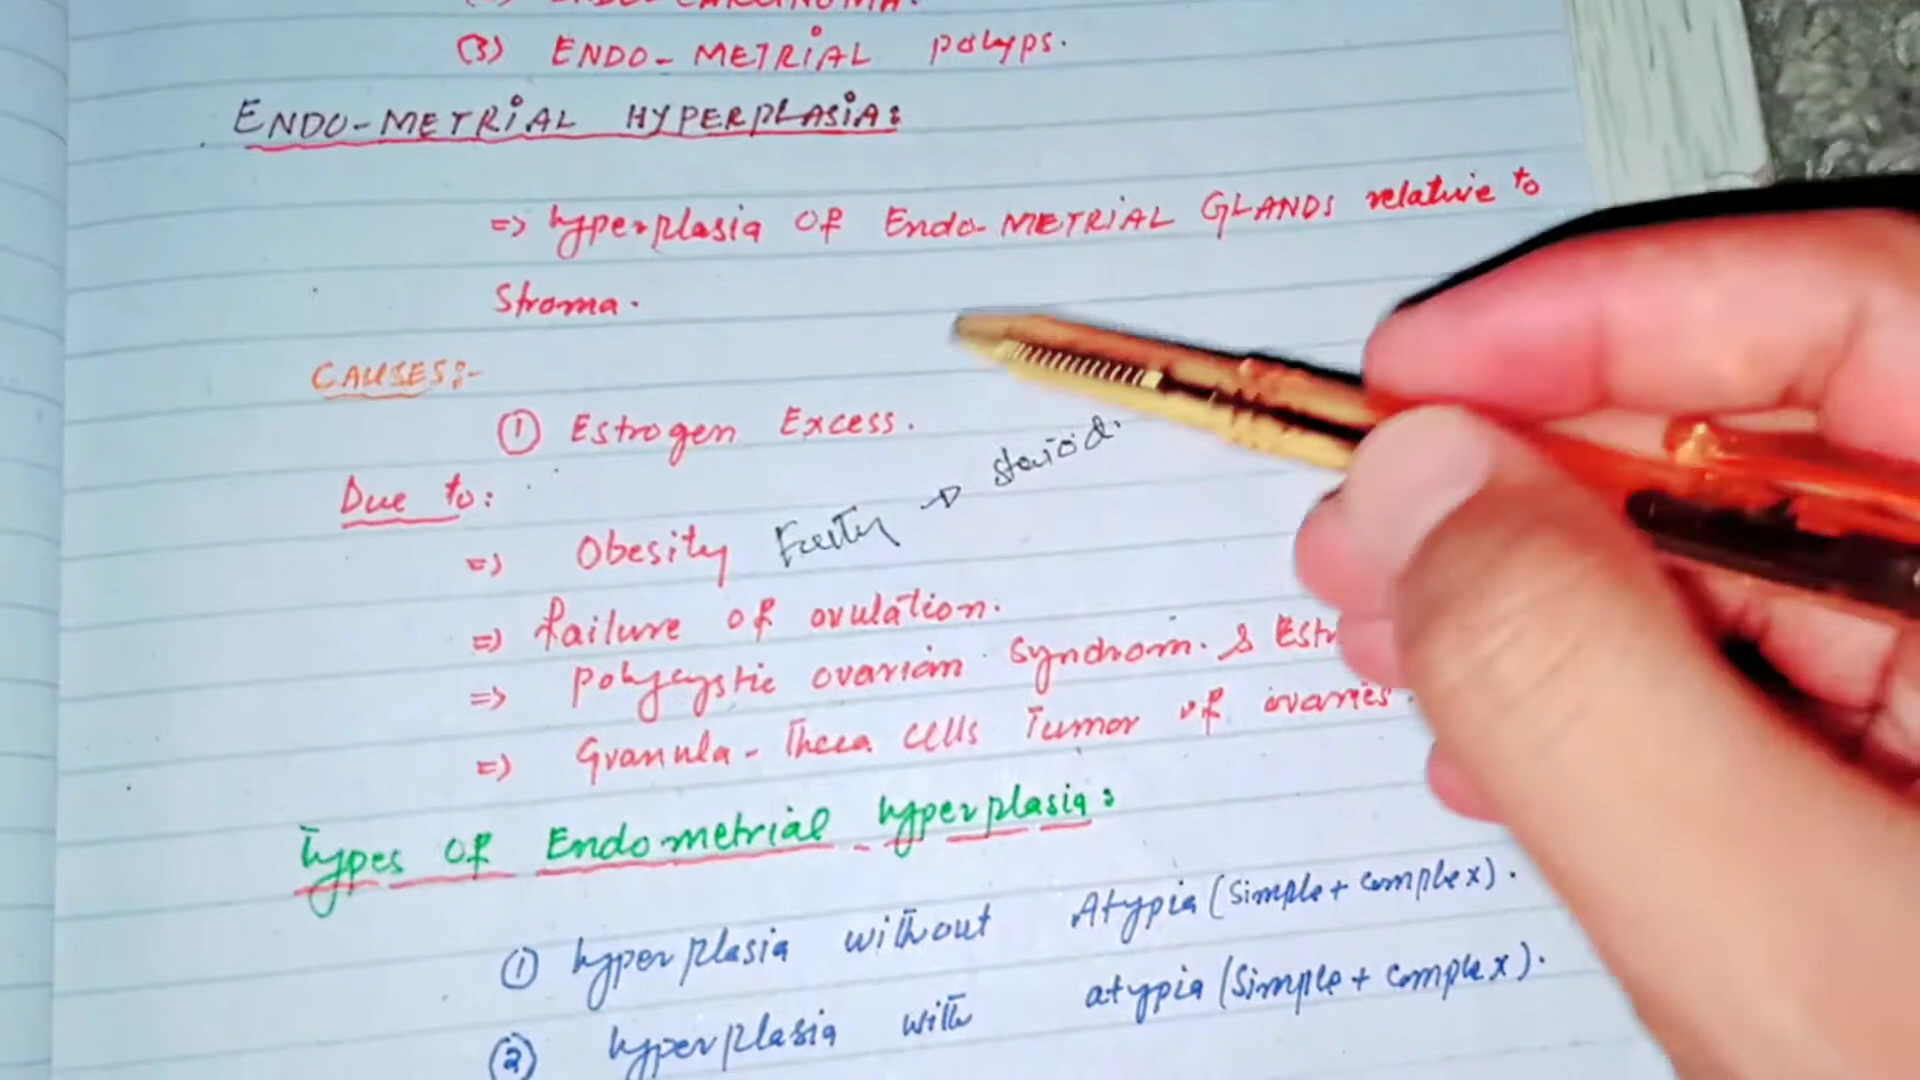 (3) ENDO-METRiAL polyps.
ENDO-METRiAL HYPERPLASiA:
=> hyperplasia OF Endo-METRiAL GLANDS relative to
Stroma.
CAUSES:-
① Estrogen Excess.
Due to:
=> Obesity → steroid.
=> failure of ovulation.
=> polycystic ovarian syndrom. & Estr
=> Granula-Theca cells Tumor of ovaries.
Types OF Endometrial hyperplasia:
① hyperplasia without Atypia (simple + complex).
② hyperplasia with atypia (simple + complex).